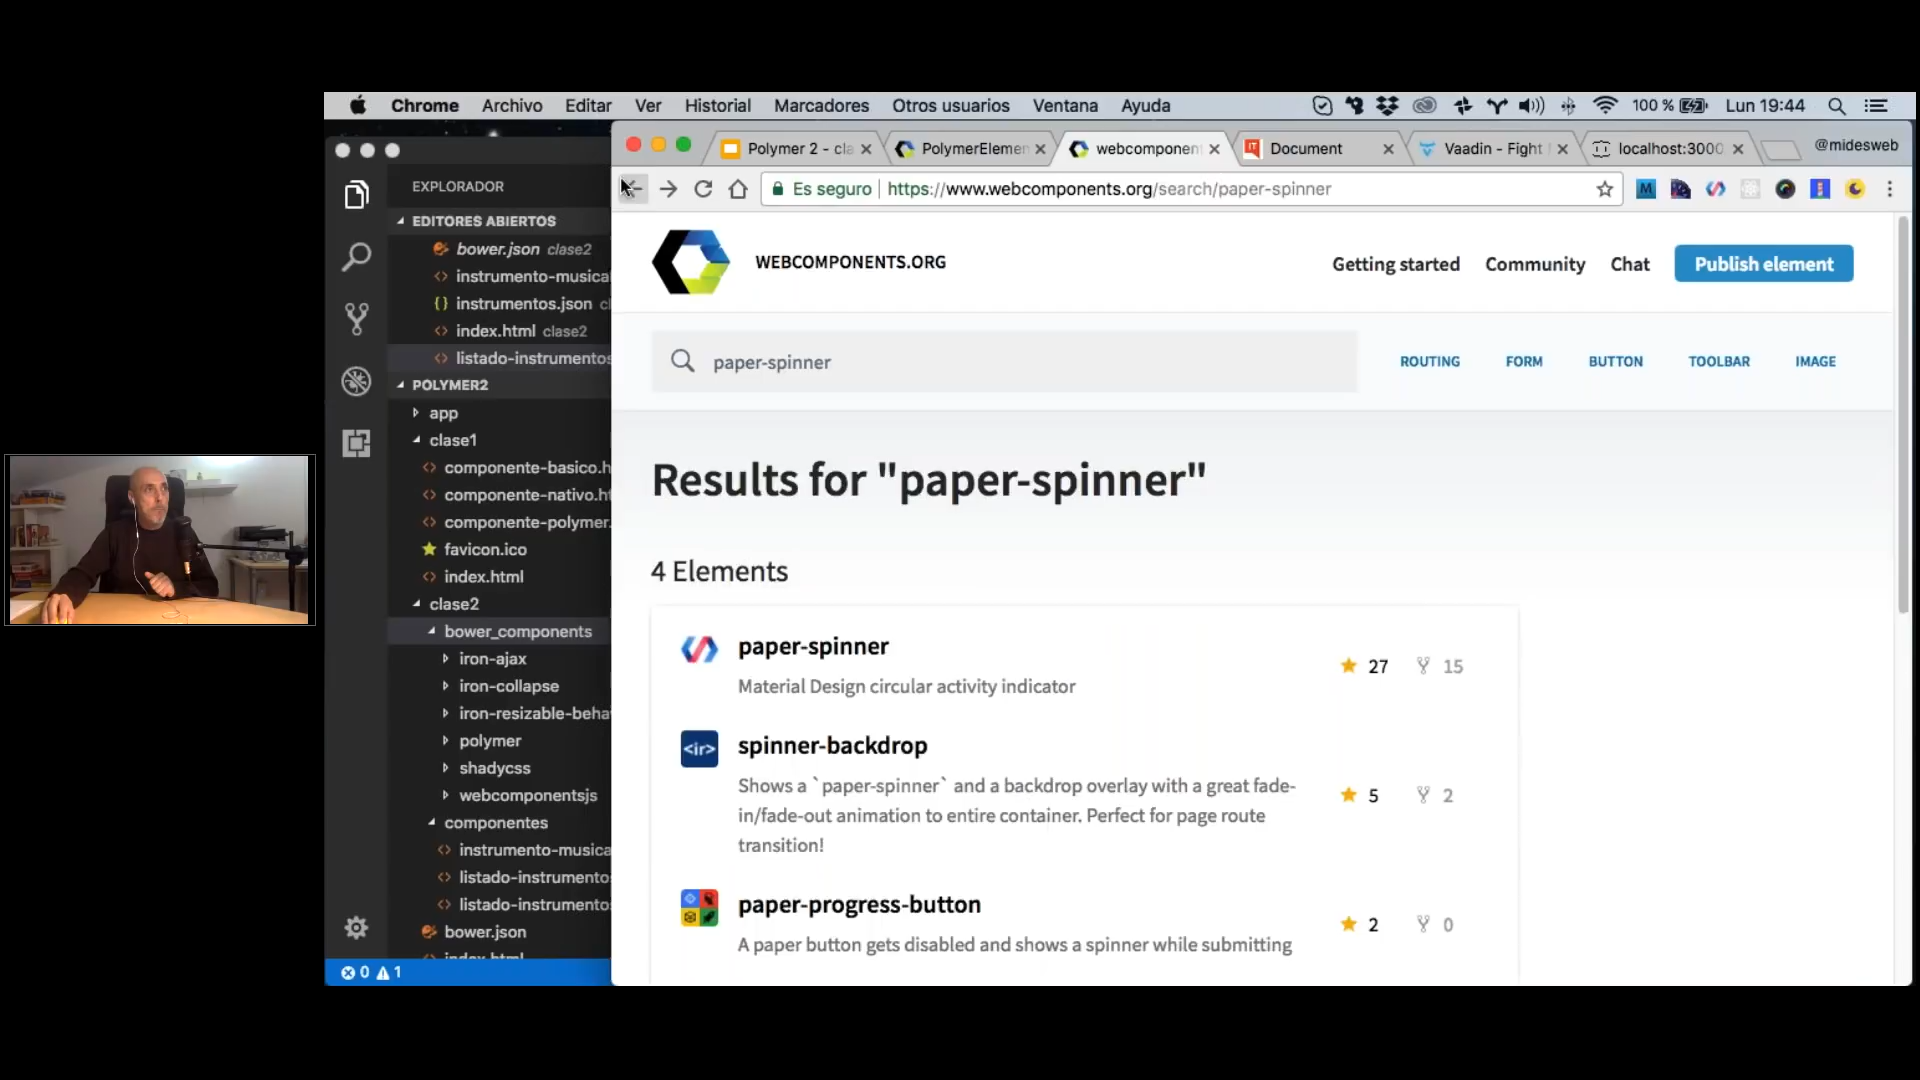 Chrome Archivo Editar Ver Historial Marcadores Otros usuarios Ventana Ayuda 100 % Lun 19:44
Polymer 2 - cla PolymerElemen webcomponen Document Vaadin - Fight localhost:3000 @midesweb
Es seguro https://www.webcomponents.org/search/paper-spinner
EXPLORADOR
EDITORES ABIERTOS
bower.json clase2
instrumento-musical
instrumentos.json cl
index.html clase2
listado-instrumentos
POLYMER2
app
clase1
componente-basico.h
componente-nativo.ht
componente-polymer.
favicon.ico
index.html
clase2
bower_components
iron-ajax
iron-collapse
iron-resizable-beha
polymer
shadycss
webcomponentsjs
componentes
instrumento-musica
listado-instrumento
listado-instrumento
bower.json
index.html
0 1
WEBCOMPONENTS.ORG
Getting started Community Chat Publish element
paper-spinner
ROUTING FORM BUTTON TOOLBAR IMAGE
Results for "paper-spinner"
4 Elements
paper-spinner
Material Design circular activity indicator
27 15
<ir>
spinner-backdrop
Shows a `paper-spinner` and a backdrop overlay with a great fade-
in/fade-out animation to entire container. Perfect for page route
transition!
5 2
paper-progress-button
A paper button gets disabled and shows a spinner while submitting
2 0